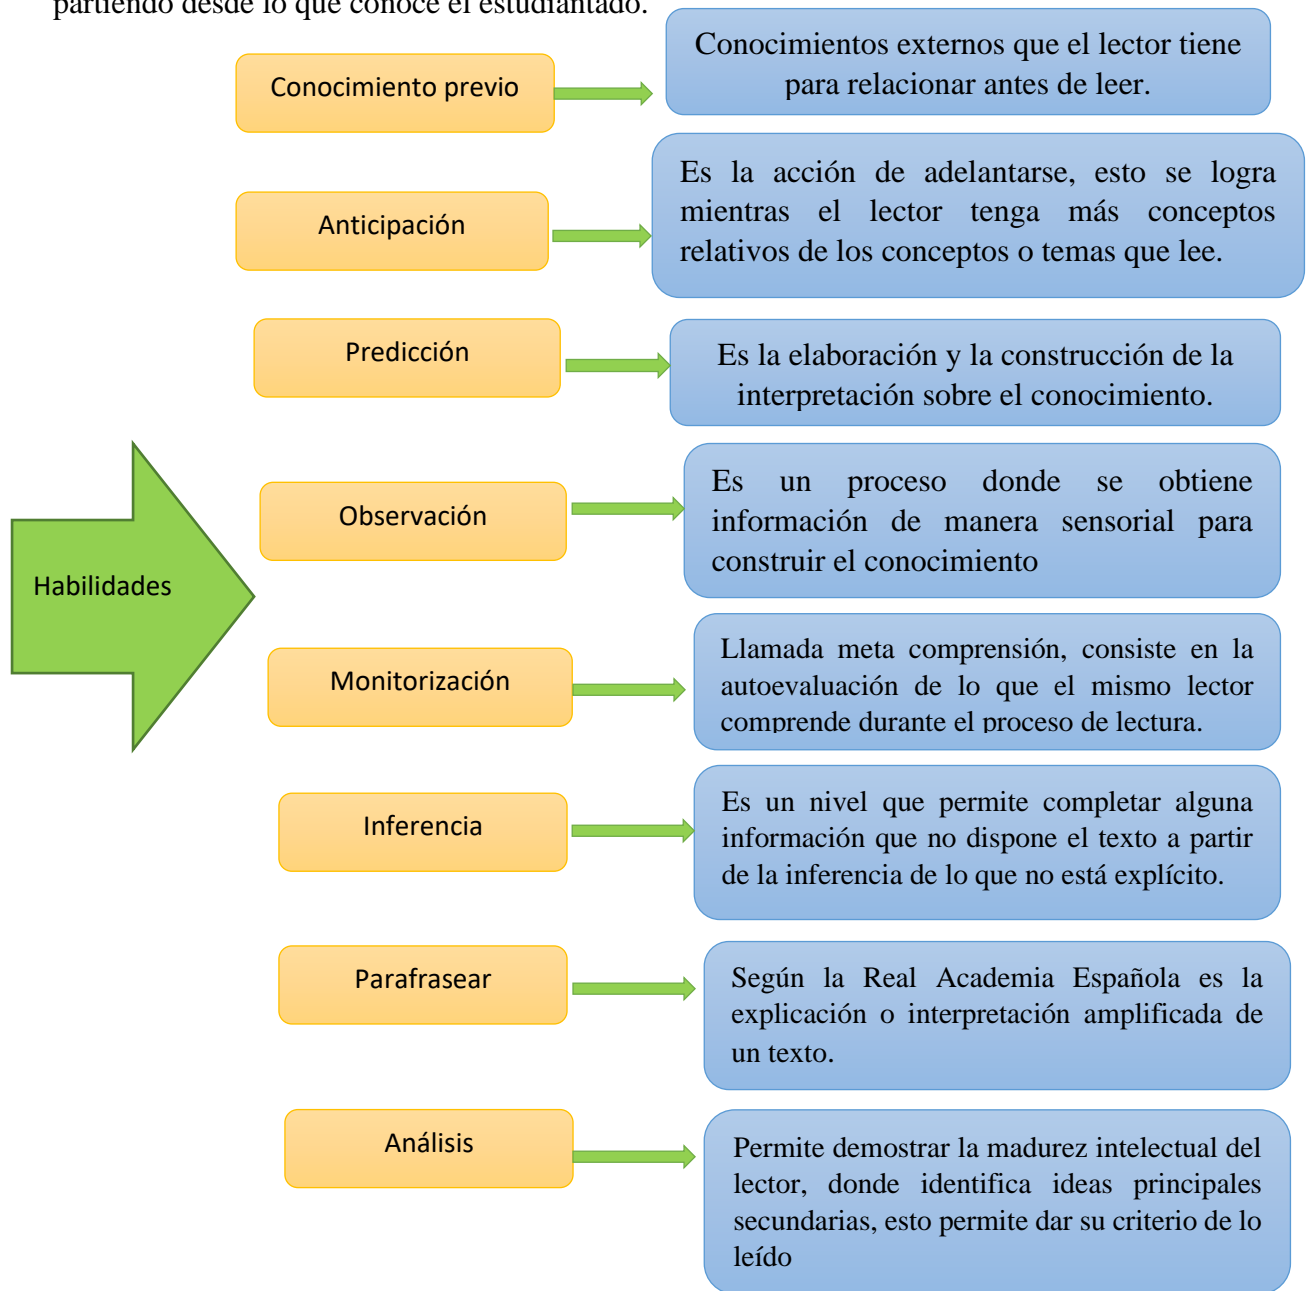 partiendo desde lo que conoce el estudiantado.
Conocimiento previo
Conocimientos externos que el lector tiene
para relacionar antes de leer.
Anticipación
Es la acción de adelantarse, esto se logra
mientras el lector tenga más conceptos
relativos de los conceptos o temas que lee.
Predicción
Es la elaboración y la construcción de la
interpretación sobre el conocimiento.
Habilidades
Observación
Es un proceso donde se obtiene
información de manera sensorial para
construir el conocimiento
Monitorización
Llamada meta comprensión, consiste en la
autoevaluación de lo que el mismo lector
comprende durante el proceso de lectura.
Inferencia
Es un nivel que permite completar alguna
información que no dispone el texto a partir
de la inferencia de lo que no está explícito.
Parafrasear
Según la Real Academia Española es la
explicación o interpretación amplificada de
un texto.
Análisis
Permite demostrar la madurez intelectual del
lector, donde identifica ideas principales
secundarias, esto permite dar su criterio de lo
leído